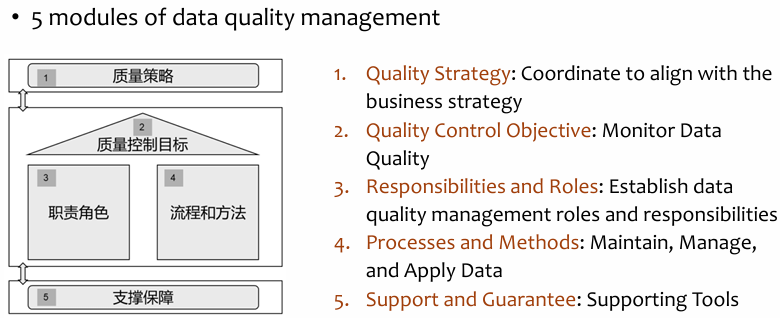 • 5 modules of data quality management
1 质量策略
2
质量控制目标
3
职责角色
4
流程和方法
5 支撑保障
1. Quality Strategy: Coordinate to align with the
business strategy
2. Quality Control Objective: Monitor Data
Quality
3. Responsibilities and Roles: Establish data
quality management roles and responsibilities
4. Processes and Methods: Maintain, Manage,
and Apply Data
5. Support and Guarantee: Supporting Tools